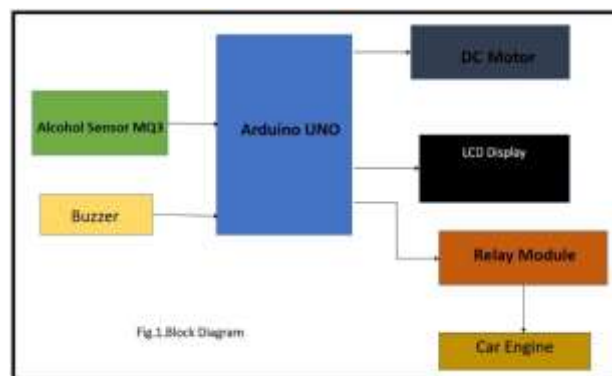 DC Motor
Alcohol Sensor MQ3
Arduino UNO
LCD Display
Buzzer
Relay Module
Fig.1.Block Diagram
Car Engine